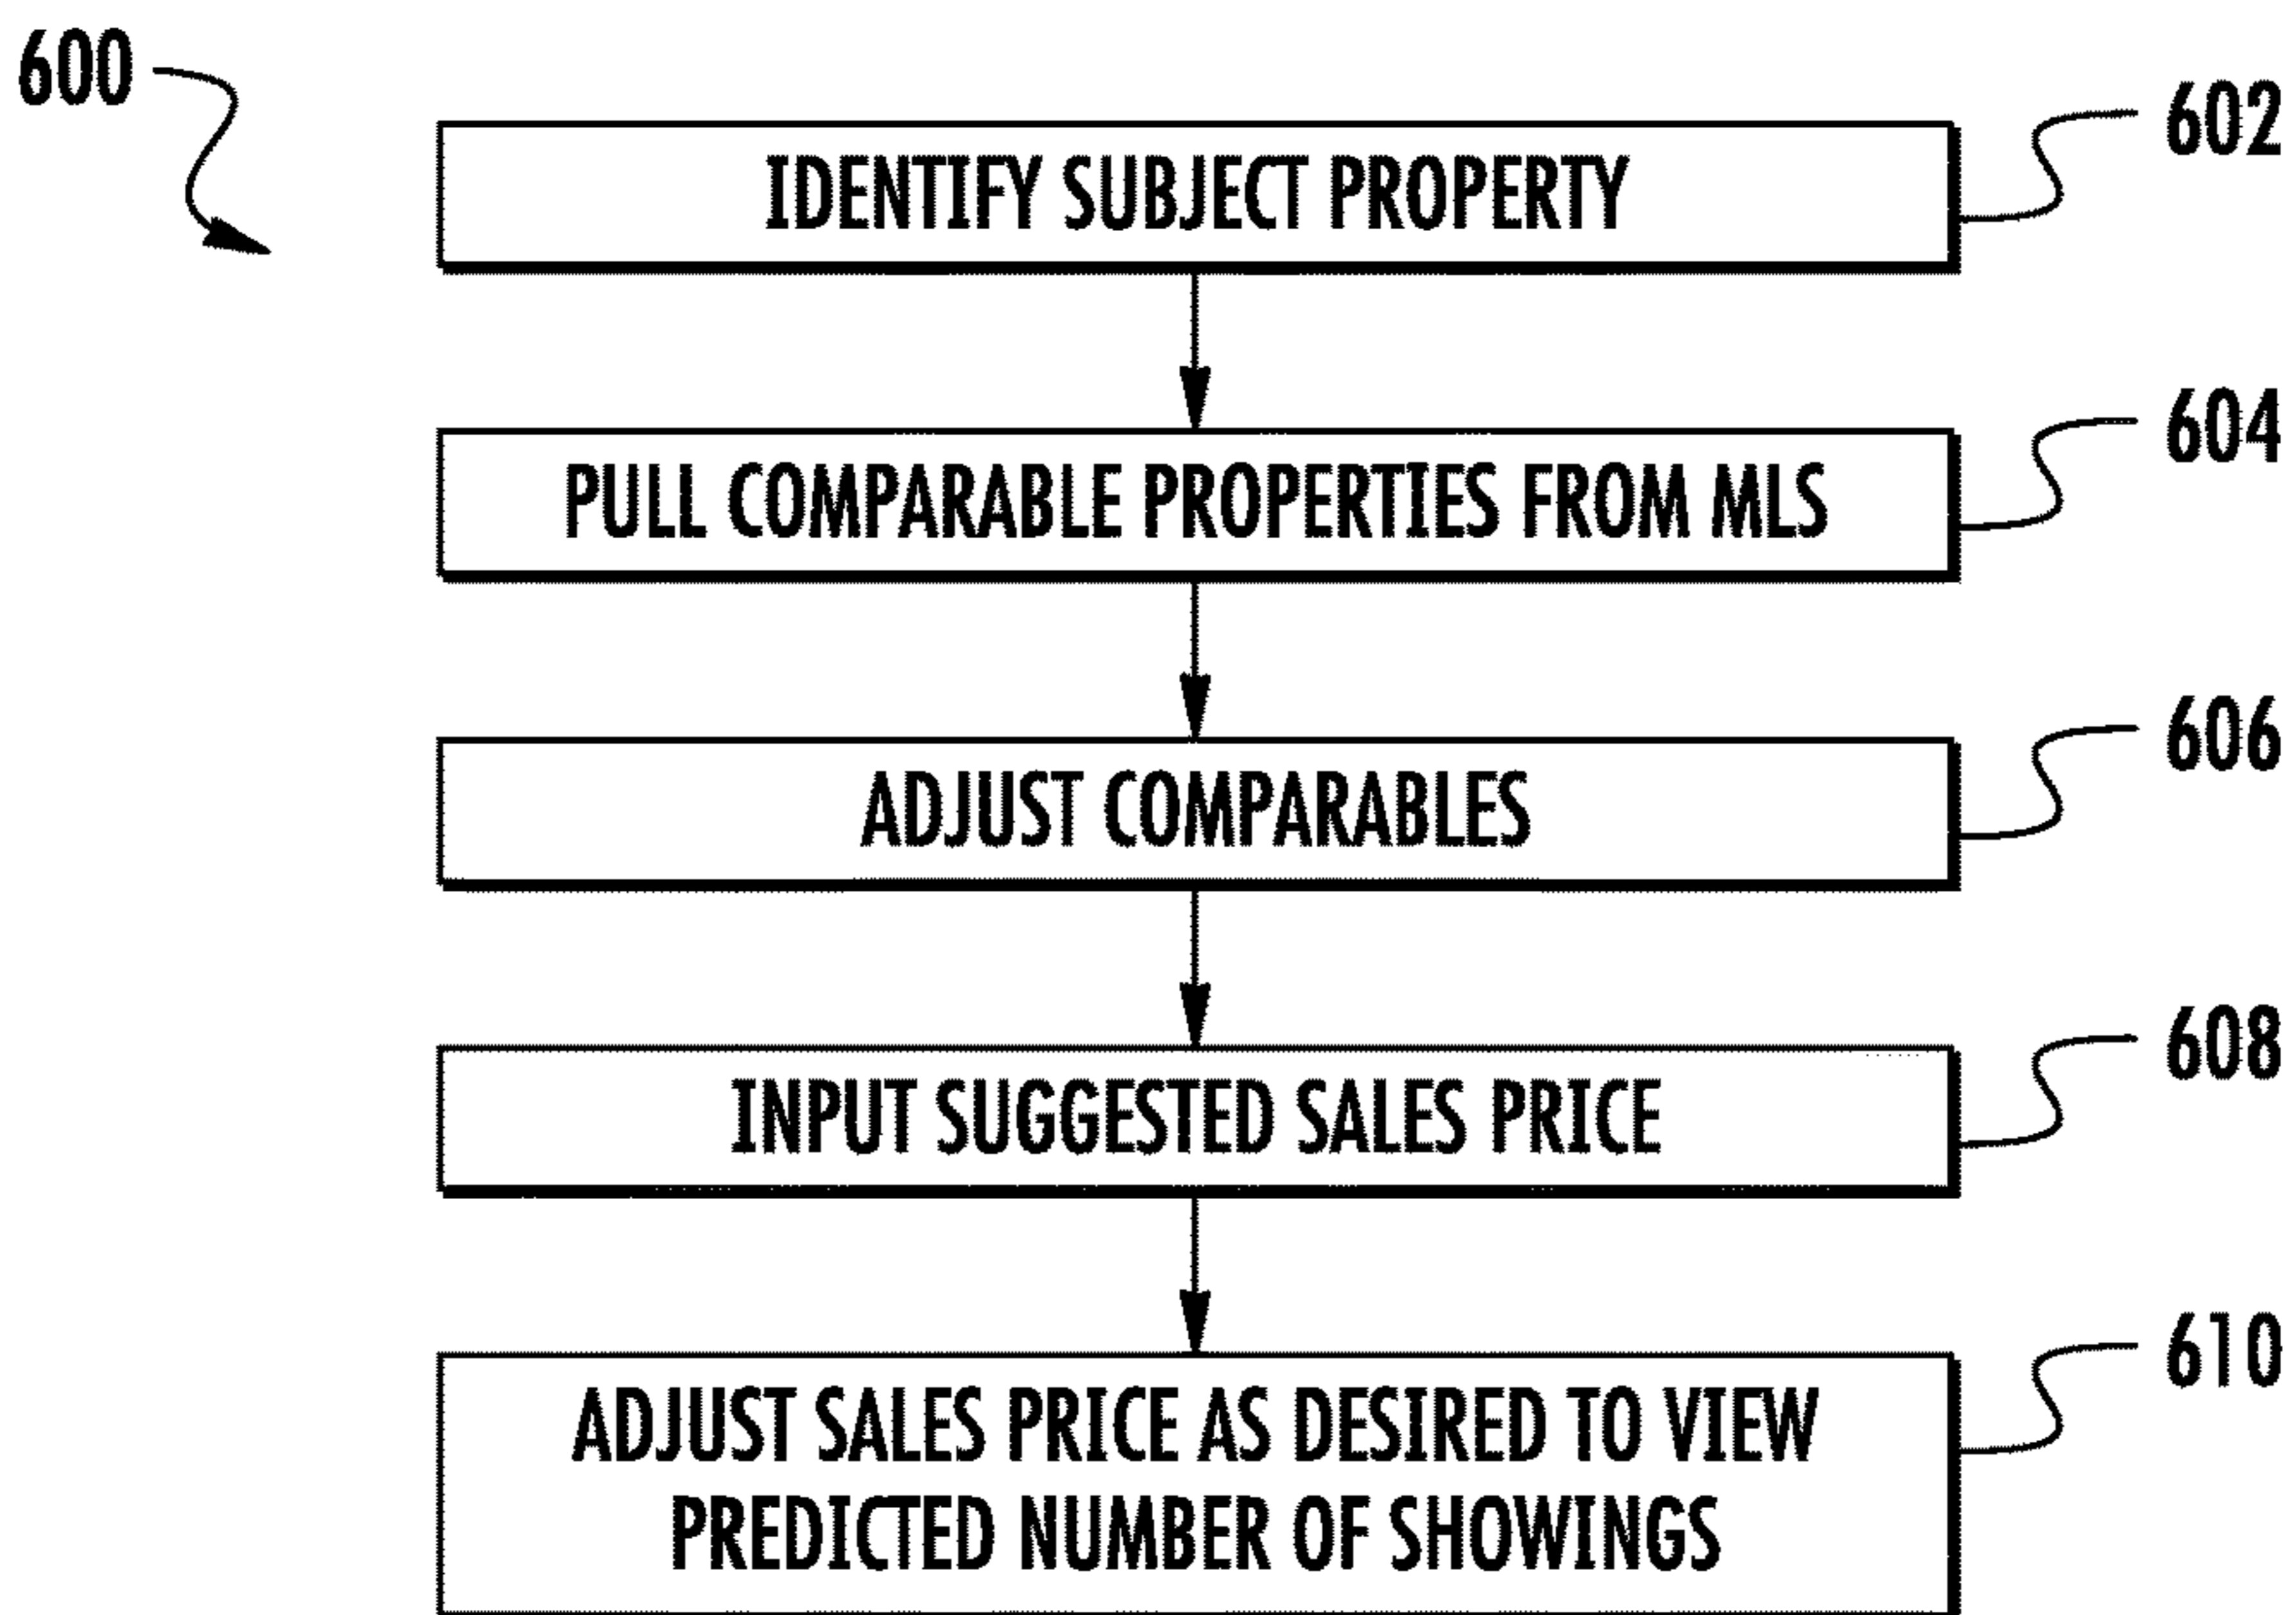 600
IDENTIFY SUBJECT PROPERTY
602
PULL COMPARABLE PROPERTIES FROM MLS
604
ADJUST COMPARABLES
606
INPUT SUGGESTED SALES PRICE
608
ADJUST SALES PRICE AS DESIRED TO VIEW
PREDICTED NUMBER OF SHOWINGS
610